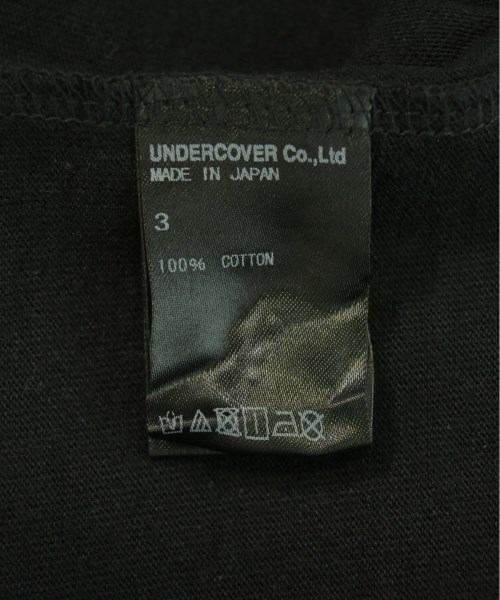 UNDERCOVER Co.,Ltd
MADE IN JAPAN
3
100% COTTON